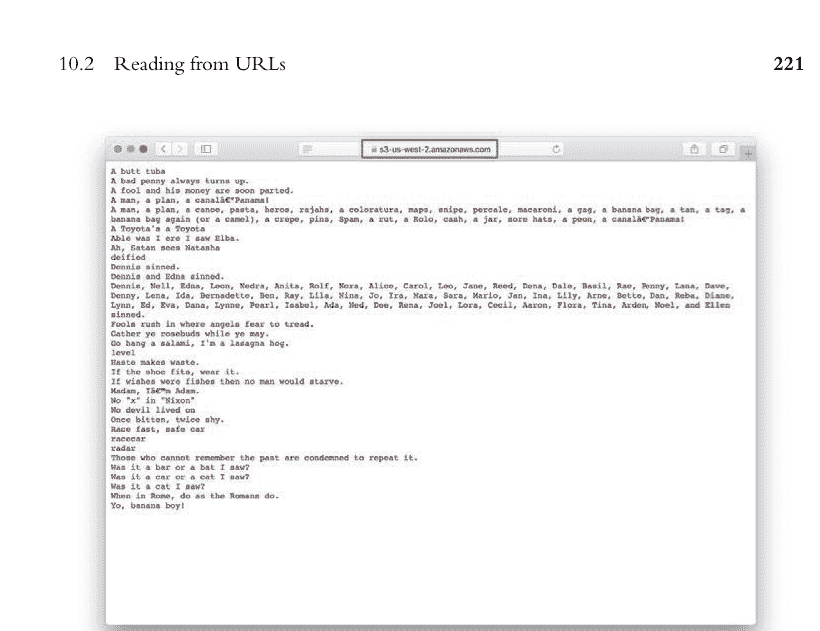 10.2 Reading from URLs
221
s3-us-west-2.amazonaws.com
A butt tuba
A bad penny always turns up.
A fool and his money are soon parted.
A man, a plan, a canalâ€"Panama!
A man, a plan, a canoe, pasta, heros, rajahs, a coloratura, maps, snipe, percale, macaroni, a gag, a banana bag, a tan, a tag, a
banana bag again (or a camel), a crepe, pins, Spam, a rut, a Rolo, cash, a jar, sore hats, a peon, a canalâ€"Panama!
A Toyota's a Toyota
Able was I ere I saw Elba.
Ah, Satan sees Natasha
deified
Dennis sinned.
Dennis and Edna sinned.
Dennis, Nell, Edna, Leon, Nedra, Anita, Rolf, Nora, Alice, Carol, Leo, Jane, Reed, Dena, Dale, Basil, Rae, Penny, Lana, Dave,
Denny, Lena, Ida, Bernadette, Ben, Ray, Lila, Nina, Jo, Ira, Mara, Sara, Mario, Jan, Ina, Lily, Arne, Bette, Dan, Reba, Diane,
Lynn, Ed, Eva, Dana, Lynne, Pearl, Isabel, Ada, Ned, Dee, Rena, Joel, Lora, Cecil, Aaron, Flora, Tina, Arden, Noel, and Ellen
sinned.
Fools rush in where angels fear to tread.
Gather ye rosebuds while ye may.
Go hang a salami, I'm a lasagna hog.
level
Haste makes waste.
If the shoe fits, wear it.
If wishes were fishes then no man would starve.
Madam, Iâ€™m Adam.
No "x" in "Nixon"
No devil lived on
Once bitten, twice shy.
Race fast, safe car
racecar
radar
Those who cannot remember the past are condemned to repeat it.
Was it a bar or a bat I saw?
Was it a car or a cat I saw?
Was it a cat I saw?
When in Rome, do as the Romans do.
Yo, banana boy!